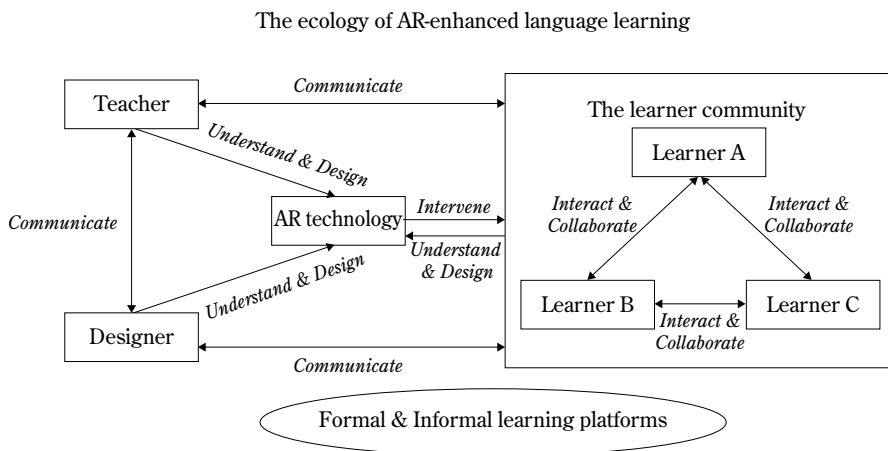 The ecology of AR-enhanced language learning
Communicate
Teacher
The learner community
Understand & Design
Learner A
Communicate
AR technology
Intervene
Understand
& Design
Interact &
Collaborate
Interact &
Collaborate
Understand & Design
Learner B
Learner C
Interact &
Collaborate
Designer
Communicate
Formal & Informal learning platforms